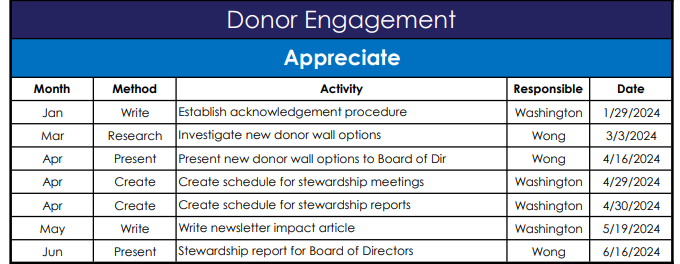 Donor Engagement
Appreciate
Month Method Activity Responsible Date
Jan Write Establish acknowledgement procedure Washington 1/29/2024
Mar Research Investigate new donor wall options Wong 3/3/2024
Apr Present Present new donor wall options to Board of Dir Wong 4/16/2024
Apr Create Create schedule for stewardship meetings Washington 4/29/2024
Apr Create Create schedule for stewardship reports Washington 4/30/2024
May Write Write newsletter impact article Washington 5/19/2024
Jun Present Stewardship report for Board of Directors Wong 6/16/2024